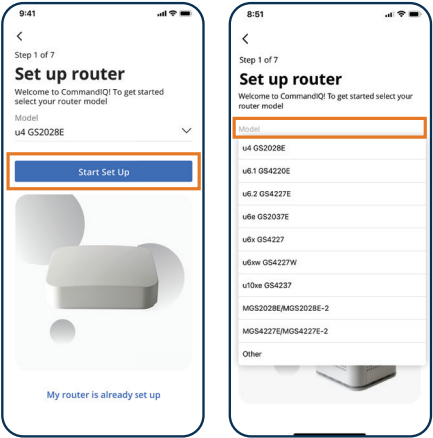 9:41
Step 1 of 7
Set up router
Welcome to CommandIQ! To get started
select your router model
Model
u4 GS2028E
Start Set Up
My router is already set up
8:51
Step 1 of 7
Set up router
Welcome to CommandIQ! To get started select your
router model
Model
u4 GS2028E
u6.1 GS4220E
u6.2 GS4227E
u6e GS2037E
u6x GS4227
u6xw GS4227W
u10xe GS4237
MGS2028E/MGS2028E-2
MGS4227E/MGS4227E-2
Other